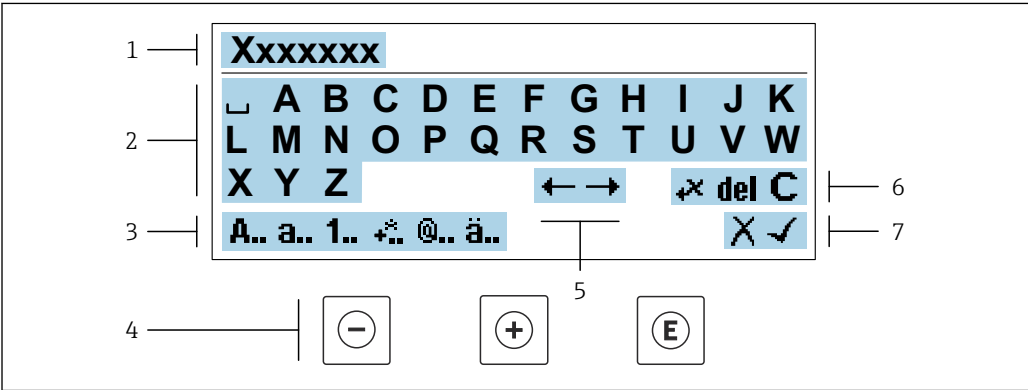 1 Xxxxxxx
2 ␣ A B C D E F G H I J K
L M N O P Q R S T U V W
X Y Z ← → +× del C 6
3 A.. a.. 1.. +*.. @.. ä.. X ✓ 7
5
4 − + E